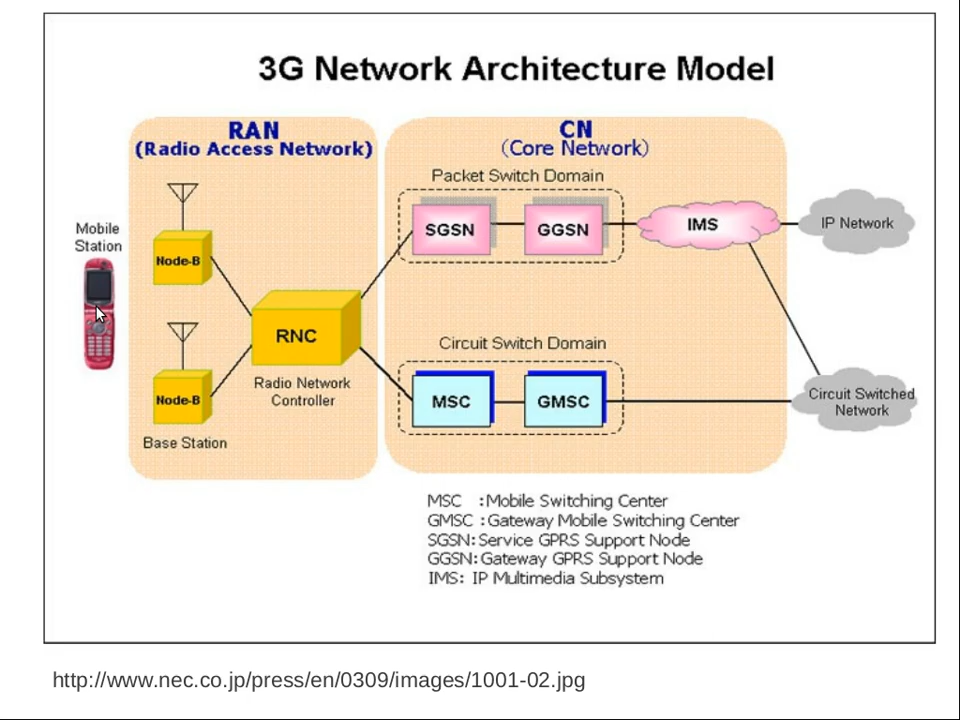 3G Network Architecture Model
RAN
(Radio Access Network)
CN
(Core Network)
Packet Switch Domain
Mobile
Station
Node-B
SGSN
GGSN
IMS
IP Network
RNC
Radio Network
Controller
Circuit Switch Domain
Node-B
Base Station
MSC
GMSC
Circuit Switched
Network
MSC :Mobile Switching Center
GMSC :Gateway Mobile Switching Center
SGSN:Service GPRS Support Node
GGSN:Gateway GPRS Support Node
IMS: IP Multimedia Subsystem
http://www.nec.co.jp/press/en/0309/images/1001-02.jpg